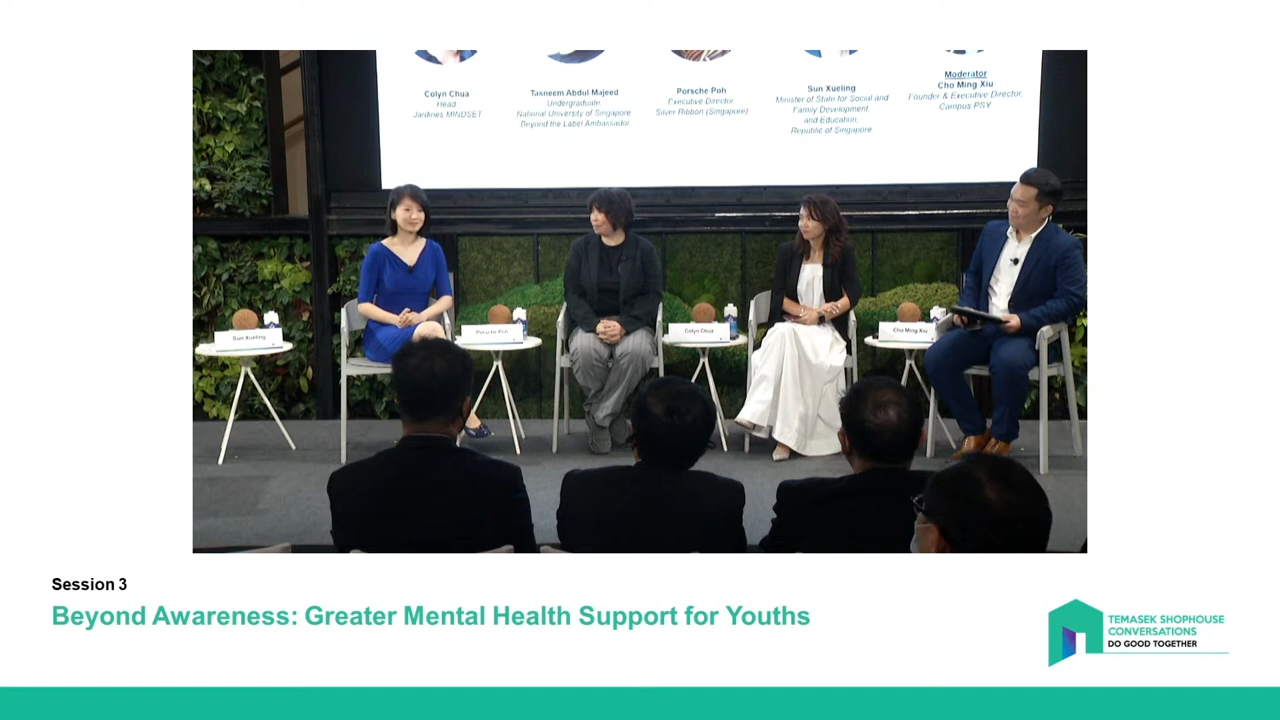 Colyn Chua
Head
Jardines MINDSET
Tasneem Abdul Majeed
Undergraduate
National University of Singapore
Beyond the Label Ambassador
Porsche Poh
Executive Director
Silver Ribbon (Singapore)
Sun Xueling
Minister of State for Social and
Family Development
and Education,
Republic of Singapore
Moderator
Cho Ming Xiu
Founder & Executive Director,
Campus PSY
Sun Xueling
Porsche Poh
Colyn Chua
Cho Ming Xiu
Session 3
Beyond Awareness: Greater Mental Health Support for Youths
TEMASEK SHOPHOUSE
CONVERSATIONS
DO GOOD TOGETHER